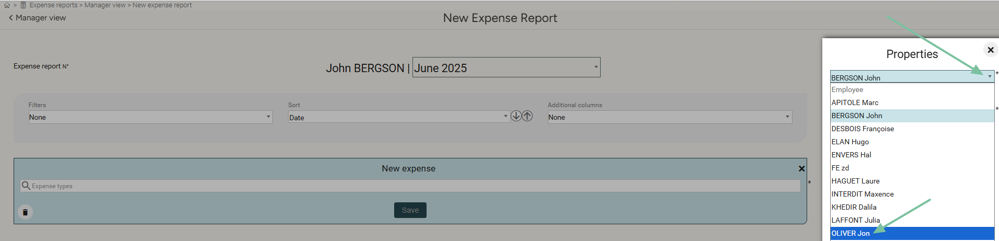 > Expense reports > Manager view > New expense report
Manager view
New Expense Report
Expense report N°
John BERGSON | June 2025
Filters
None
Sort
Date
Additional columns
None
New expense
Expense types
*
Save
Properties
BERGSON John
*
Employee
APITOLE Marc
*
BERGSON John
DESBOIS Françoise
ELAN Hugo
ENVERS Hal
FE zd
HAGUET Laure
INTERDIT Maxence
KHEDIR Dalila
LAFFONT Julia
OLIVER Jon